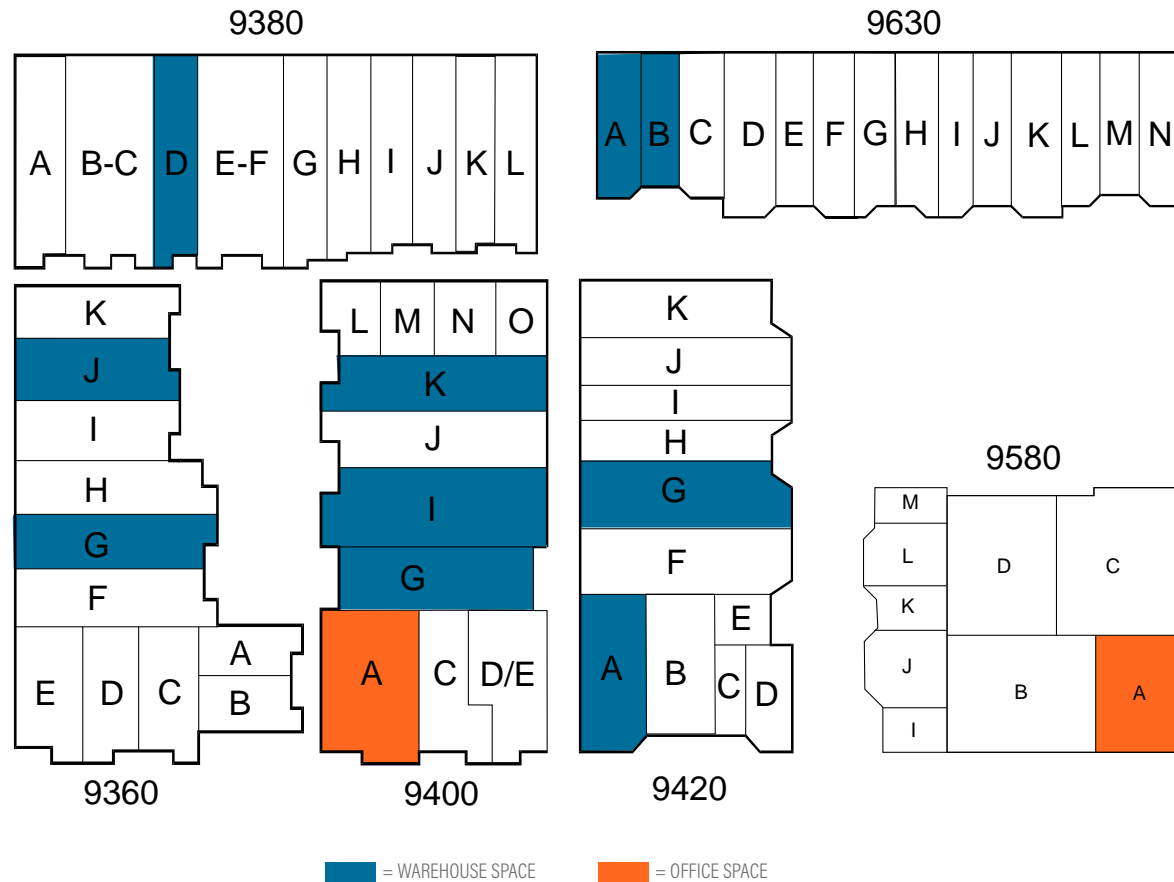 9380
A B-C D E-F G H I J K L
9630
A B C D E F G H I J K L M N
K
J
I
H
G
F
E D C A
B
9360
L M N O
K
J
I
G
A C D/E
9400
K
J
I
H
G
F
A B E
C D
9420
9580
M
L
K
J
I
D C
B A
= WAREHOUSE SPACE = OFFICE SPACE